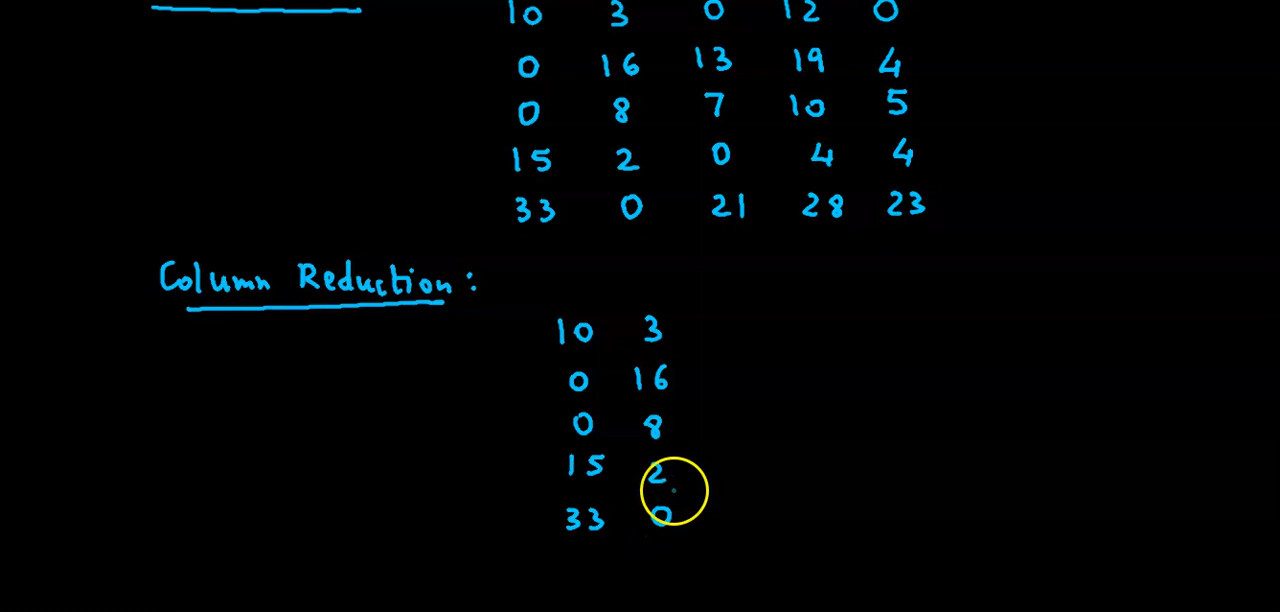 10 3 0 12 0
0 16 13 19 4
0 8 7 10 5
15 2 0 4 4
33 0 21 28 23
Column Reduction:
10 3
0 16
0 8
15 2
33 0